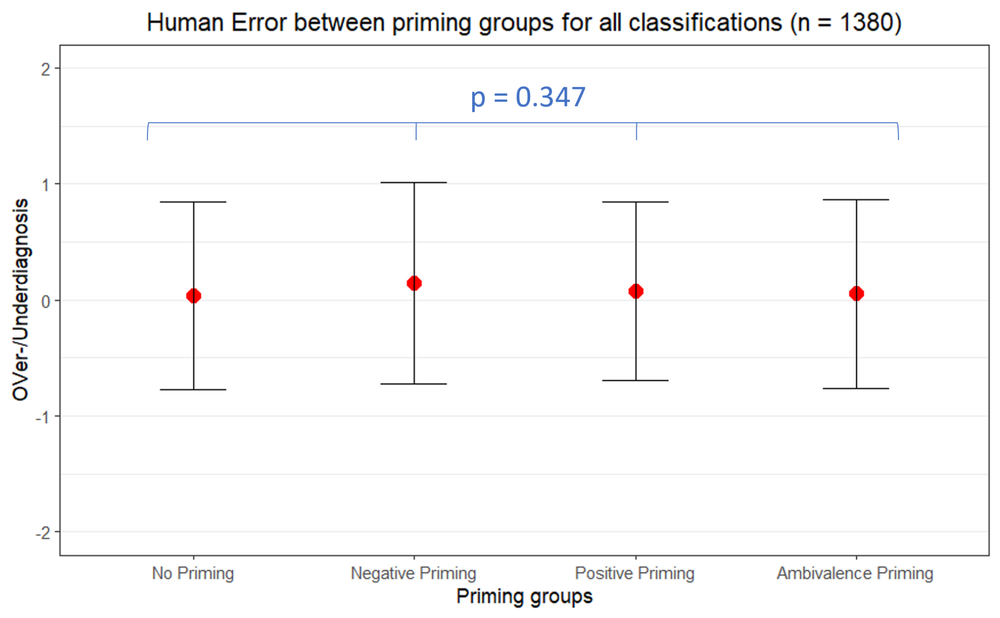 Human Error between priming groups for all classifications (n = 1380)
p = 0.347
OVer-/Underdiagnosis
2
1
0
-1
-2
No Priming
Negative Priming
Positive Priming
Ambivalence Priming
Priming groups